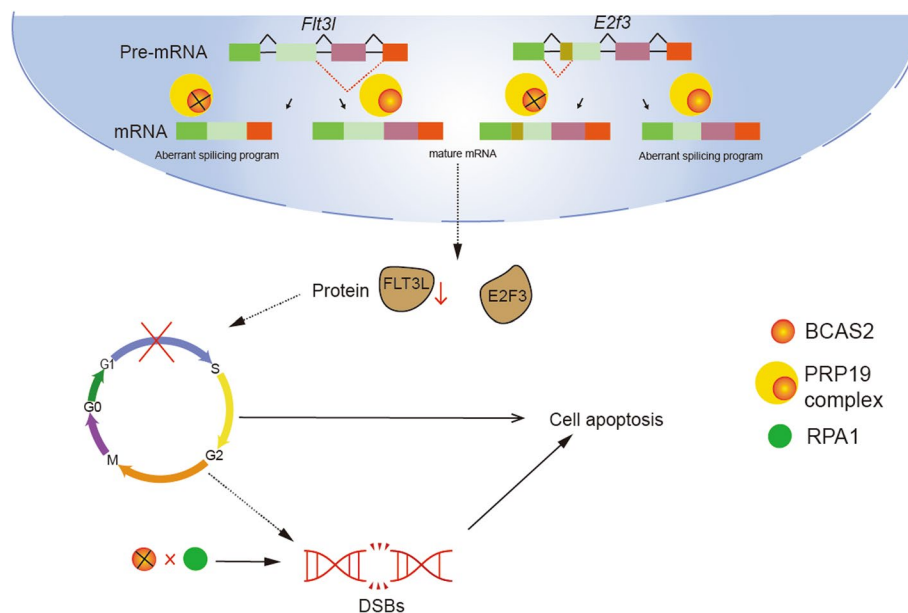 Flt3l
E2f3
Pre-mRNA
mRNA
Aberrant splicing program
mature mRNA
Aberrant splicing program
Protein
FLT3L
E2F3
BCAS2
PRP19
complex
RPA1
G1
S
G0
M
G2
Cell apoptosis
DSBs